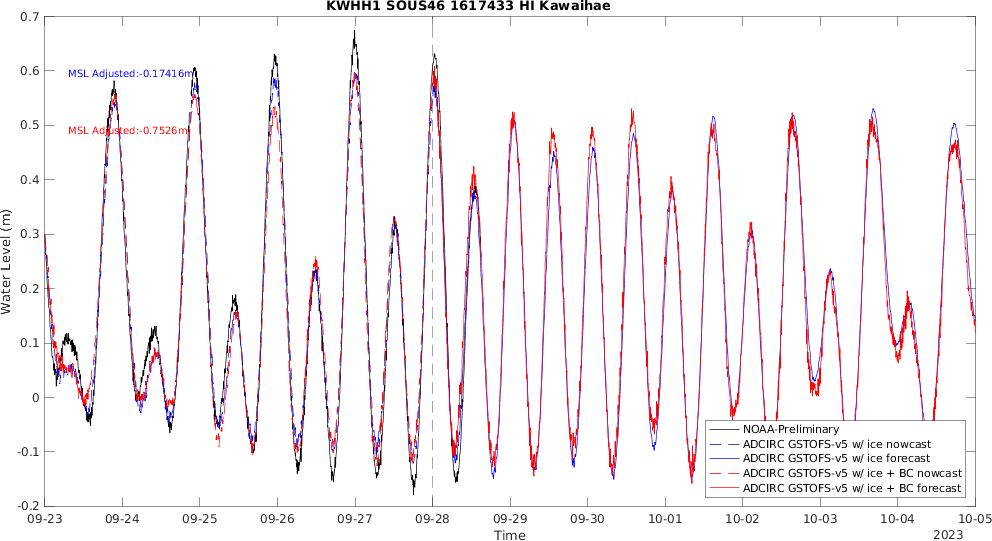 KWHH1 SOUS46 1617433 HI Kawaihae
Water Level (m)
0.7
0.6
0.5
0.4
0.3
0.2
0.1
0
-0.1
-0.2
MSL Adjusted:-0.17416m
MSL Adjusted:-0.7526m
NOAA-Preliminary
ADCIRC GSTOFS-v5 w/ ice nowcast
ADCIRC GSTOFS-v5 w/ ice forecast
ADCIRC GSTOFS-v5 w/ ice + BC nowcast
ADCIRC GSTOFS-v5 w/ ice + BC forecast
09-23 09-24 09-25 09-26 09-27 09-28 09-29 09-30 10-01 10-02 10-03 10-04 10-05
Time
2023